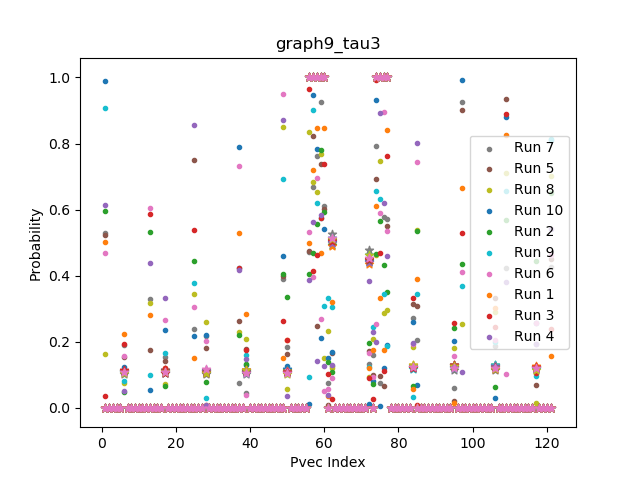 graph9_tau3
Probability
1.0
0.8
0.6
0.4
0.2
0.0
0
20
40
60
80
100
120
Pvec Index
Run 7
Run 5
Run 8
Run 10
Run 2
Run 9
Run 6
Run 1
Run 3
Run 4